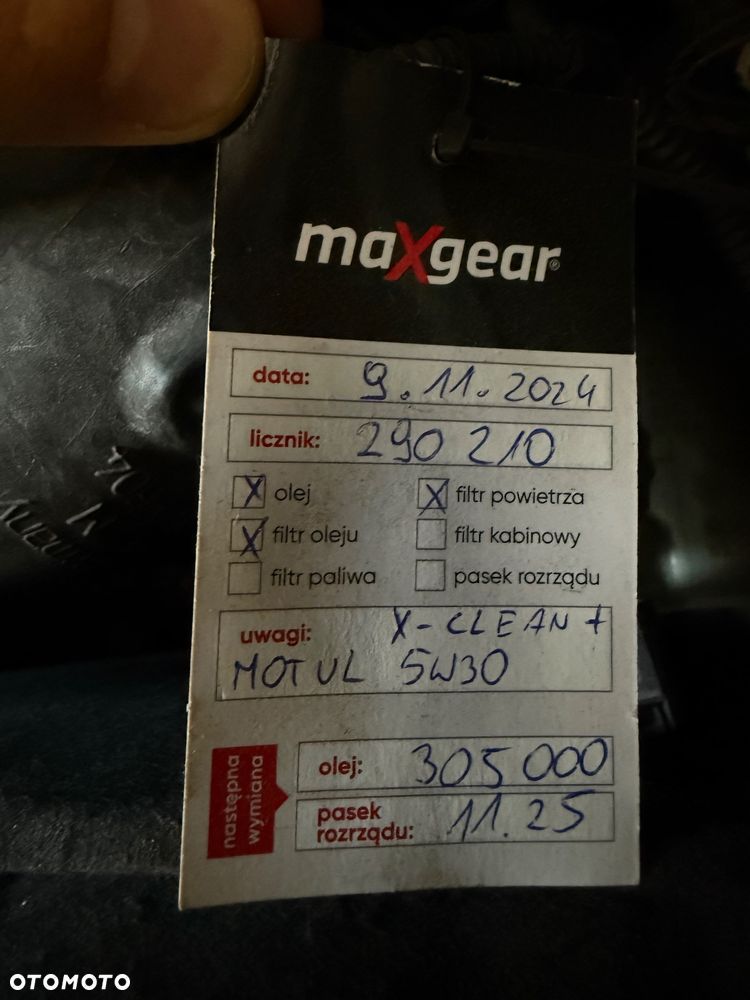 maXgear®
data: 9.11.2024
licznik: 290 210
X olej X filtr powietrza
X filtr oleju filtr kabinowy
filtr paliwa pasek rozrządu
uwagi: X-CLEAN +
MOTUL 5W30
następna wymiana
olej: 305 000
pasek rozrządu: 11.25
OTOMOTO